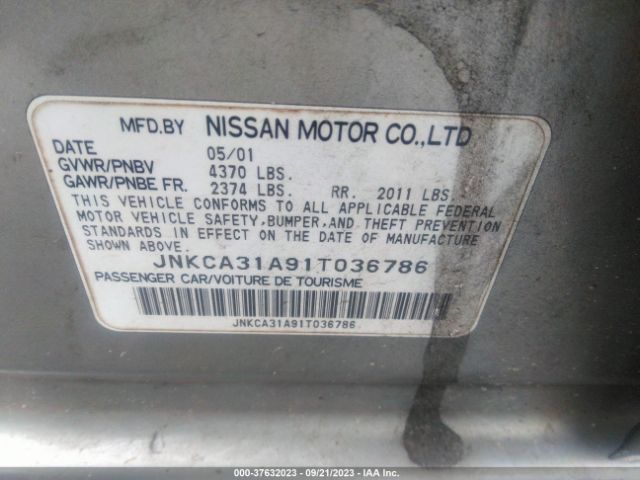 MFD.BY NISSAN MOTOR CO.,LTD
DATE 05/01
GVWR/PNBV 4370 LBS.
GAWR/PNBE FR. 2374 LBS. RR. 2011 LBS.
THIS VEHICLE CONFORMS TO ALL APPLICABLE FEDERAL
MOTOR VEHICLE SAFETY, BUMPER, AND THEFT PREVENTION
STANDARDS IN EFFECT ON THE DATE OF MANUFACTURE
SHOWN ABOVE.
JNKCA31A91T036786
PASSENGER CAR/VOITURE DE TOURISME
JNKCA31A91T036786
000-37632023 - 09/21/2023 - IAA Inc.